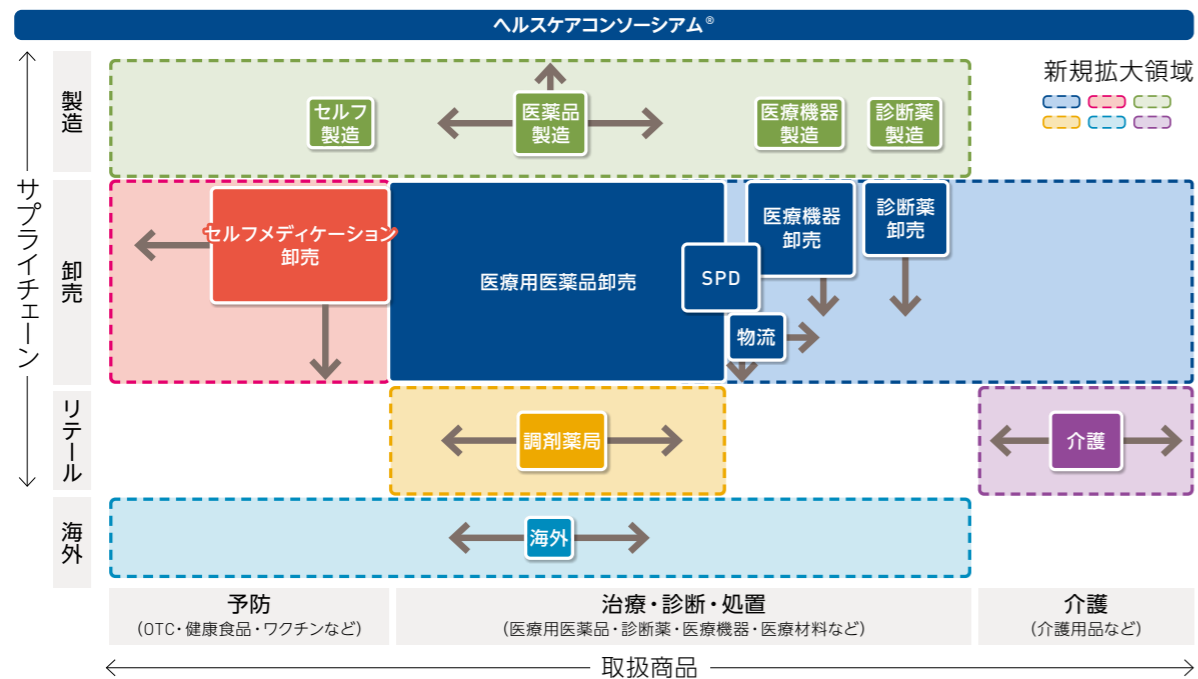 ヘルスケアコンソーシアム®
新規拡大領域
サプライチェーン
製造
セルフ
製造
医薬品
製造
医療機器
製造
診断薬
製造
卸売
セルフメディケーション
卸売
医療用医薬品卸売
SPD
医療機器
卸売
診断薬
卸売
物流
リテール
調剤薬局
介護
海外
海外
予防
(OTC・健康食品・ワクチンなど)
治療・診断・処置
(医療用医薬品・診断薬・医療機器・医療材料など)
介護
(介護用品など)
取扱商品